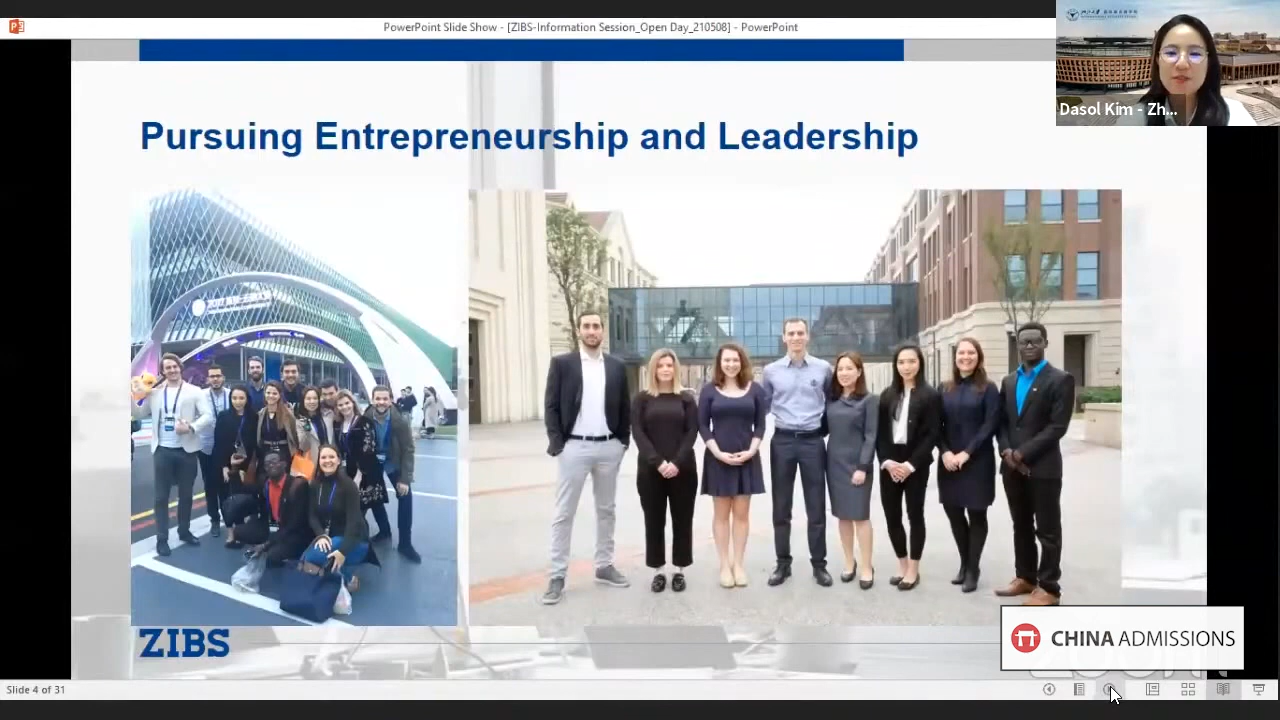 PowerPoint Slide Show - [ZIBS-Information Session_Open Day_210508] - PowerPoint
Dasol Kim - Zh...
Pursuing Entrepreneurship and Leadership
ZIBS
CHINA ADMISSIONS
Slide 4 of 31